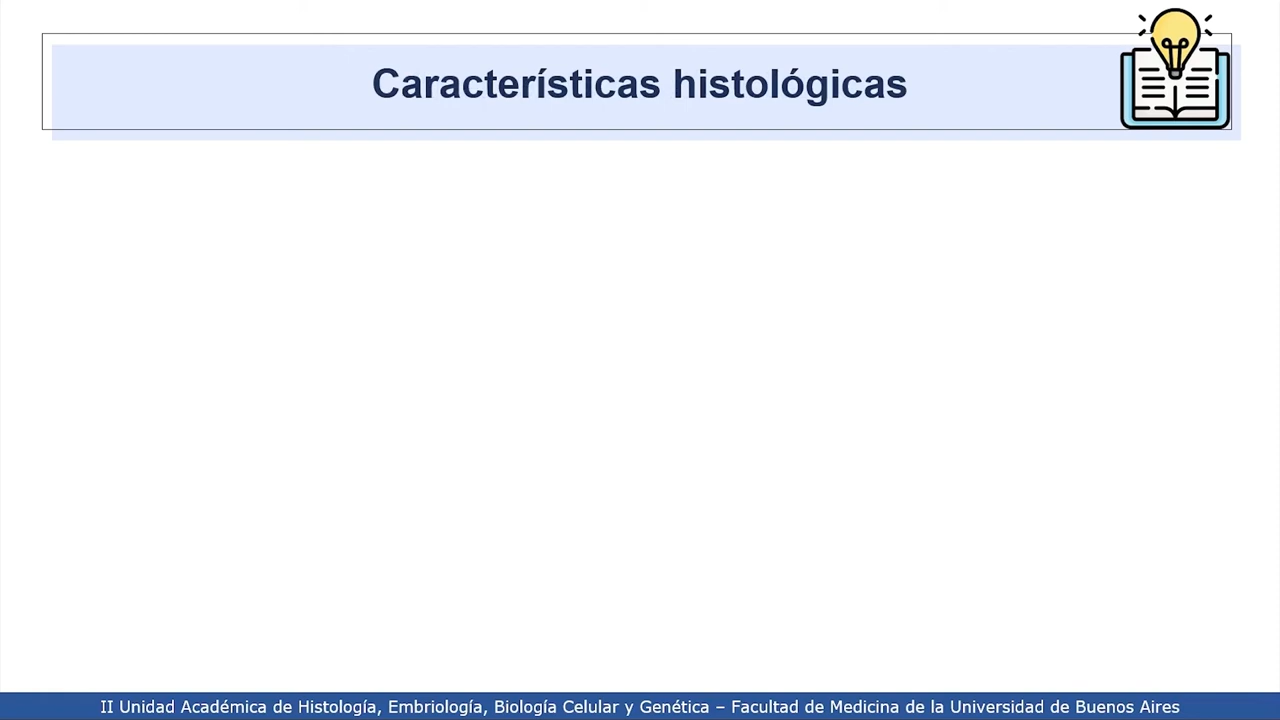 Características histológicas
II Unidad Académica de Histología, Embriología, Biología Celular y Genética – Facultad de Medicina de la Universidad de Buenos Aires